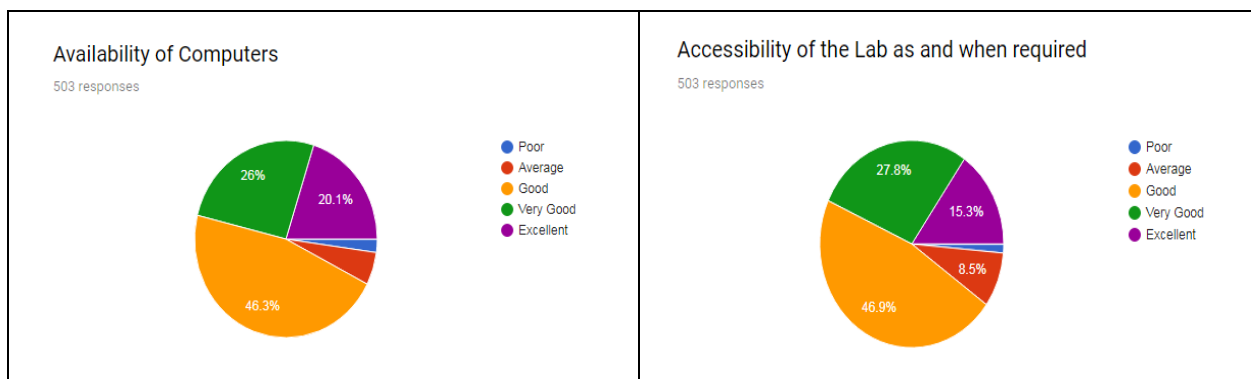 Availability of Computers
503 responses
26%
20.1%
46.3%
Poor
Average
Good
Very Good
Excellent
Accessibility of the Lab as and when required
503 responses
27.8%
15.3%
8.5%
46.9%
Poor
Average
Good
Very Good
Excellent